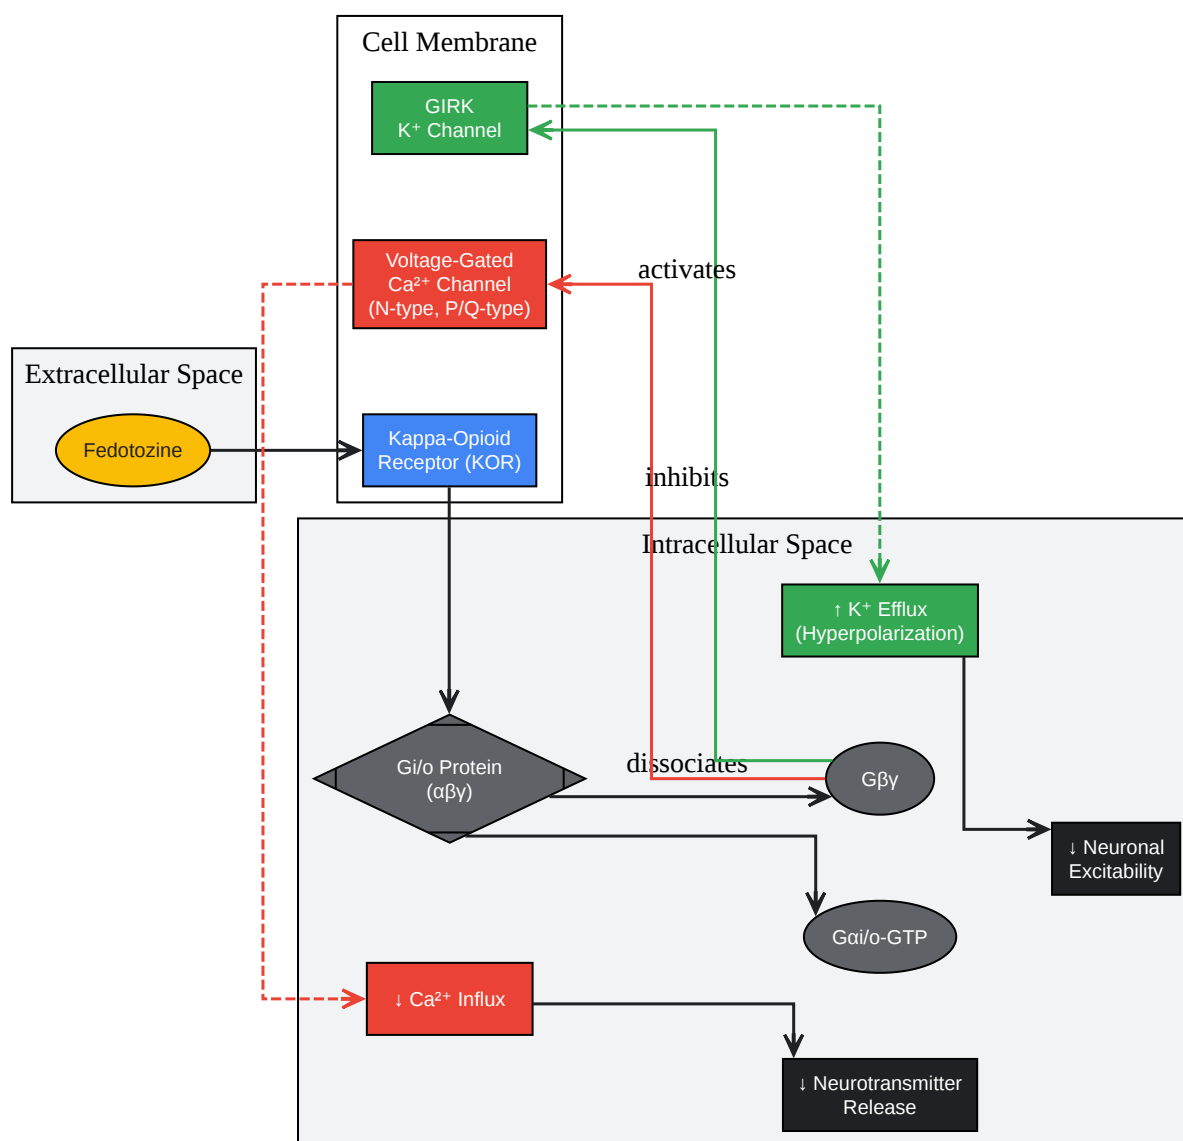 Cell Membrane
GIRK
K⁺ Channel
Voltage-Gated
Ca²⁺ Channel
(N-type, P/Q-type)
activates
Extracellular Space
Fedotozine
Kappa-Opioid
Receptor (KOR)
inhibits
Intracellular Space
↑ K⁺ Efflux
(Hyperpolarization)
Gi/o Protein
(αβγ)
dissociates
Gβγ
↓ Neuronal
Excitability
Gαi/o-GTP
↓ Ca²⁺ Influx
↓ Neurotransmitter
Release